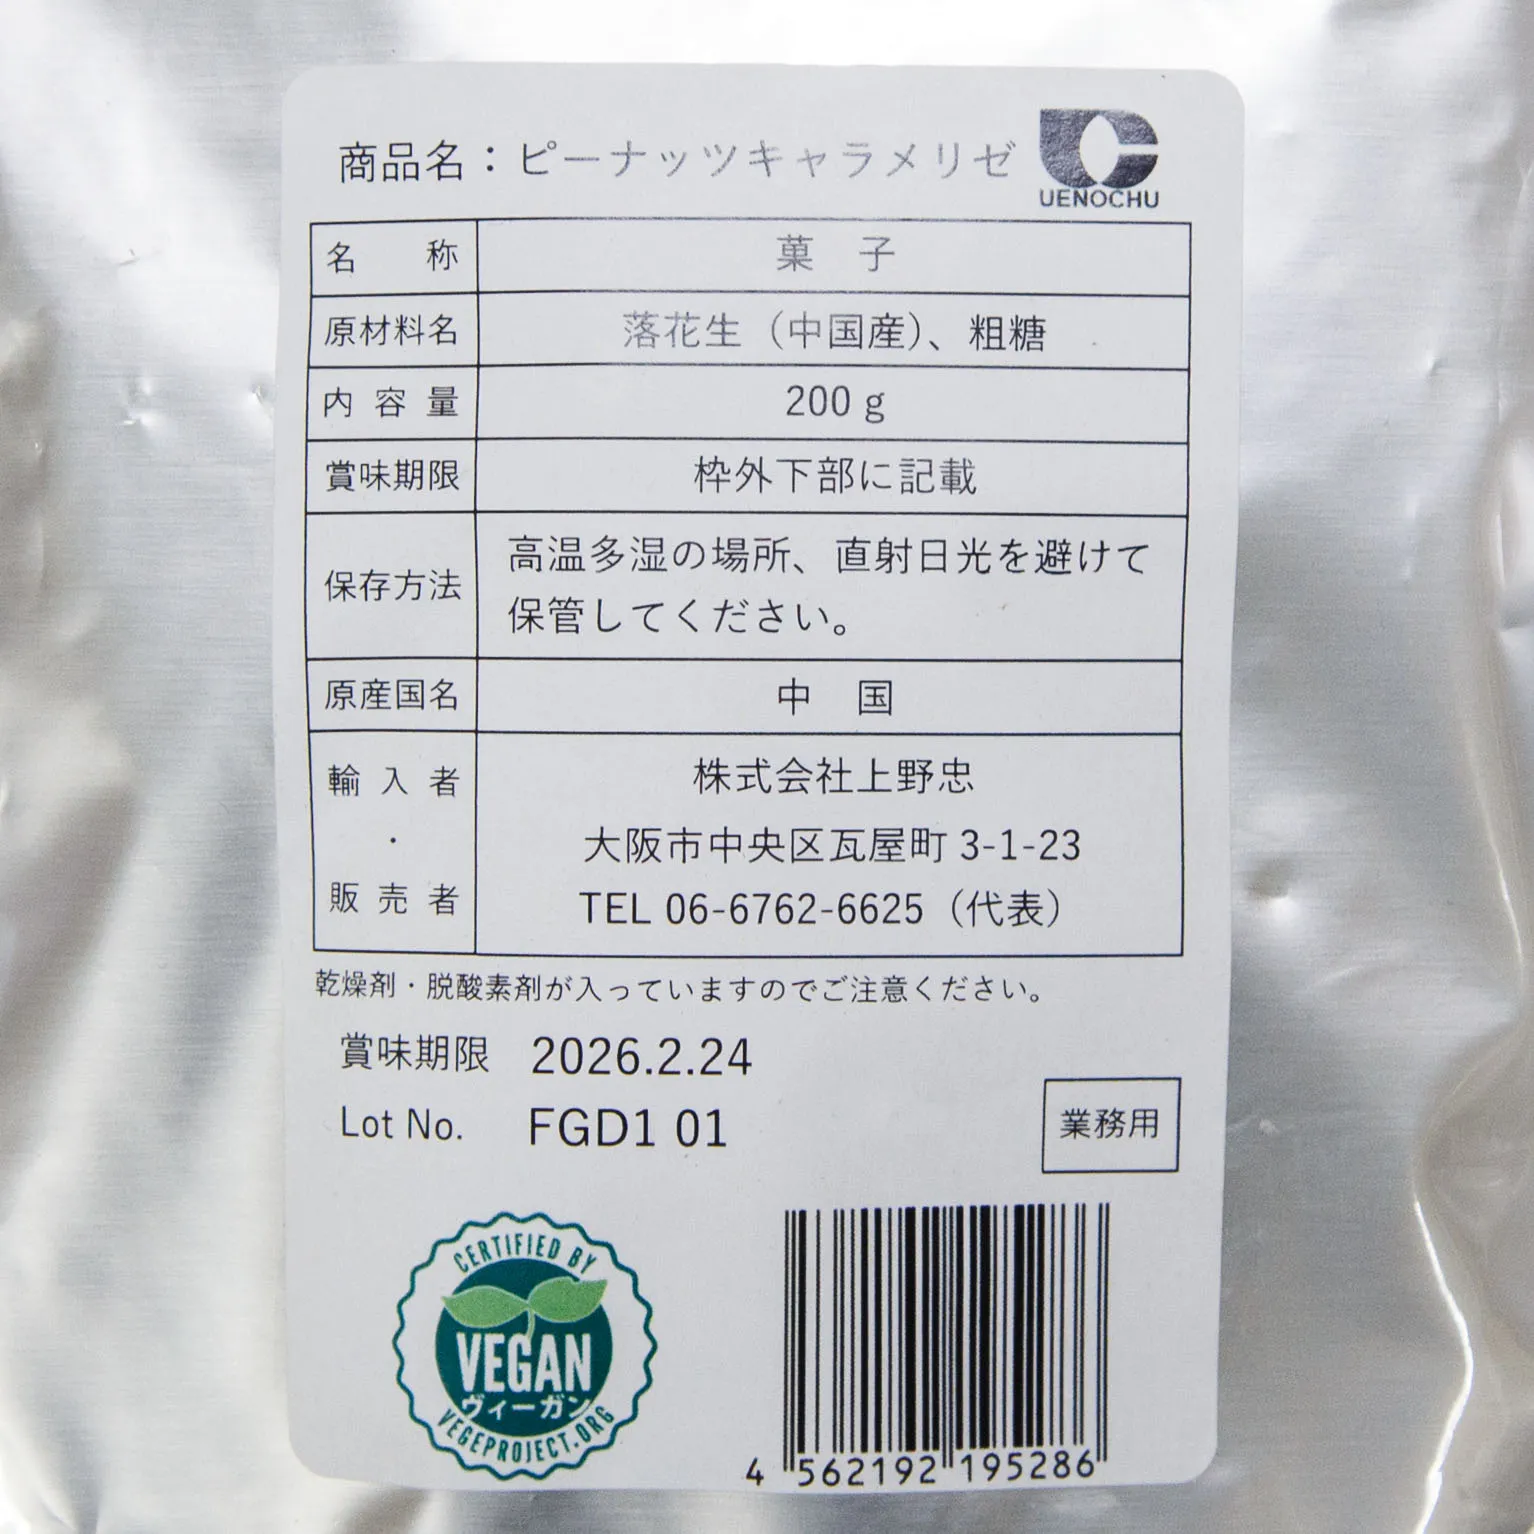 商品名：ピーナッツキャラメリゼ
UENOCHU
名称 菓子
原材料名 落花生（中国産）、粗糖
内容量 200 g
賞味期限 枠外下部に記載
保存方法 高温多湿の場所、直射日光を避けて
保管してください。
原産国名 中国
輸入者・販売者 株式会社上野忠
大阪市中央区瓦屋町 3-1-23
TEL 06-6762-6625（代表）
乾燥剤・脱酸素剤が入っていますのでご注意ください。
賞味期限 2026.2.24
Lot No. FGD1 01
業務用
CERTIFIED BY
VEGAN
ヴィーガン
VEGEPROJECT.ORG
4 562192 195286